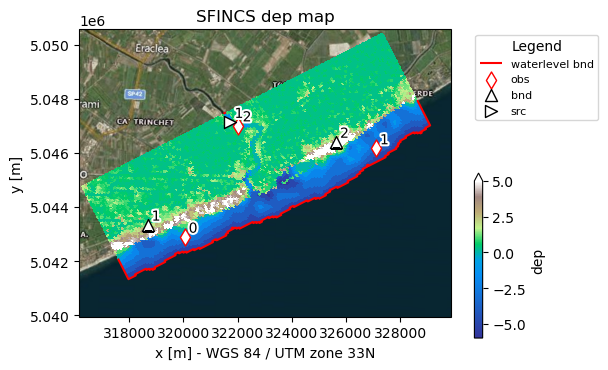 SFINCS dep map
1e6
5.050
5.048
5.046
5.044
5.042
5.040
y [m]
318000
320000
322000
324000
326000
328000
x [m] - WGS 84 / UTM zone 33N
Eraclea
SP42
CA' TRINCHET
ami
ERDE'
1
2
2
1
1
0
Legend
waterlevel bnd
obs
bnd
src
5.0
2.5
0.0
−2.5
−5.0
dep